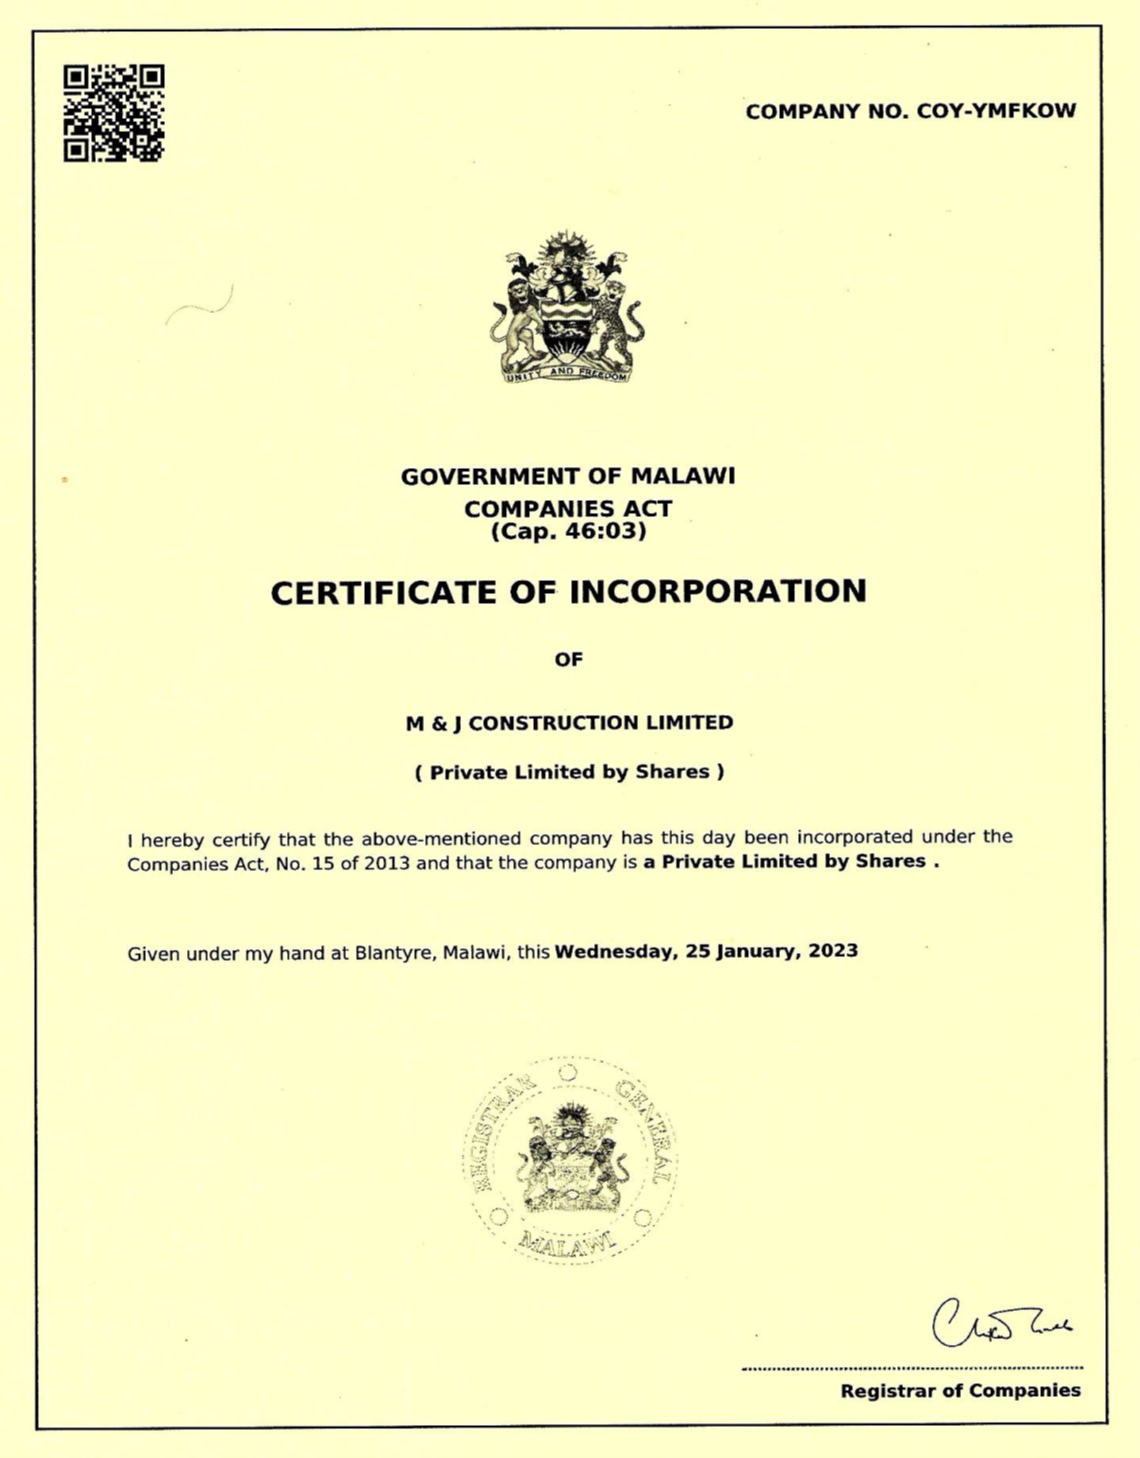 COMPANY NO. COY-YMFKOW
UNITY AND FREEDOM
GOVERNMENT OF MALAWI
COMPANIES ACT
(Cap. 46:03)
CERTIFICATE OF INCORPORATION
OF
M & J CONSTRUCTION LIMITED
( Private Limited by Shares )
I hereby certify that the above-mentioned company has this day been incorporated under the
Companies Act, No. 15 of 2013 and that the company is a Private Limited by Shares .
Given under my hand at Blantyre, Malawi, this Wednesday, 25 January, 2023
REGISTRAR GENERAL
MALAWI
Registrar of Companies